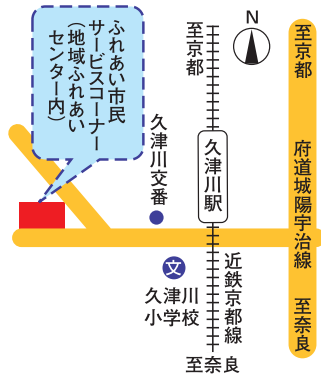 ふれあい市民
サービスコーナー
（地域ふれあい
センター内）
久津川交番
文
久津川
小学校
至京都
久津川駅
近鉄京都線
至奈良
N
至京都
府道城陽宇治線
至奈良